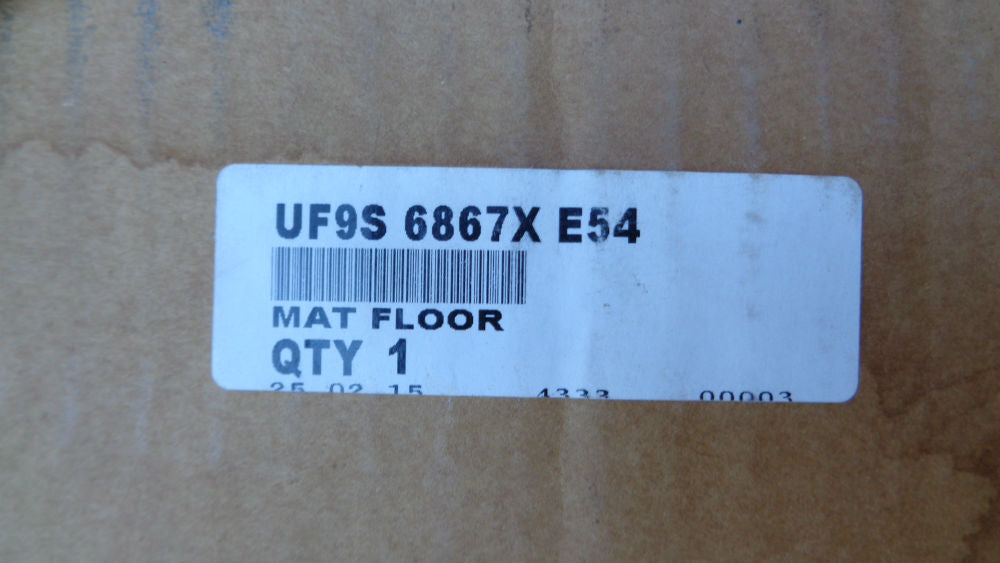 UF9S 6867X E54
MAT FLOOR
QTY 1
25 02 15 4333 00003